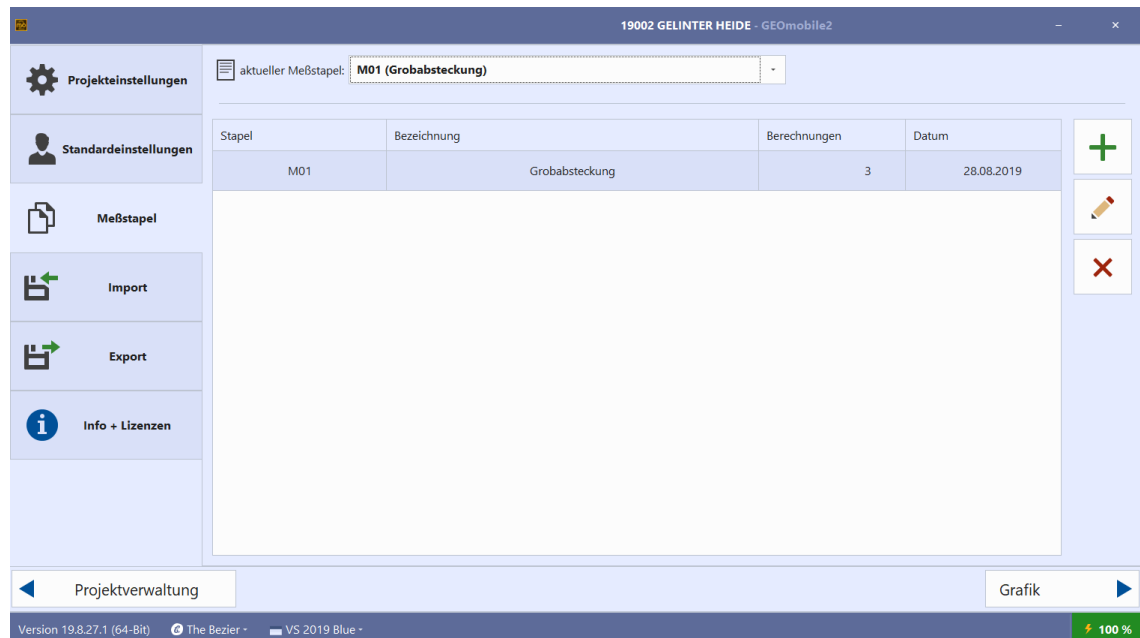 19002 GELINTER HEIDE - GEOmobile2
Projekteinstellungen
Standardeinstellungen
Meßstapel
Import
Export
Info + Lizenzen
aktueller Meßstapel: M01 (Grobabsteckung)
Stapel Bezeichnung Berechnungen Datum
M01 Grobabsteckung 3 28.08.2019
Projektverwaltung
Grafik
Version 19.8.27.1 (64-Bit) The Bezier VS 2019 Blue 100 %